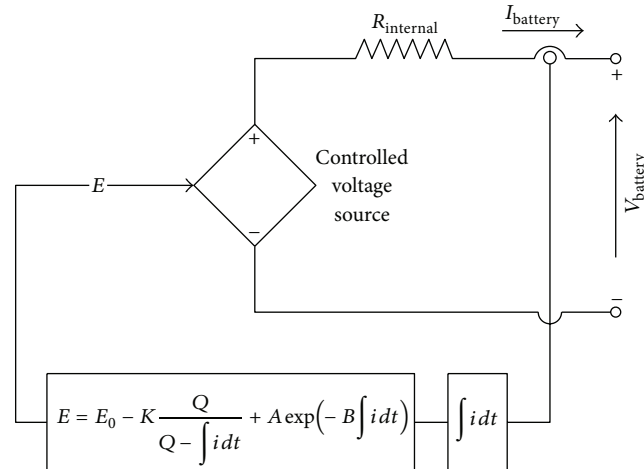 R_internal
I_battery
+
+
Controlled
voltage
source
E
−
V_battery
−
E = E_0 − K Q / (Q − ∫ i dt) + A exp(− B ∫ i dt)
∫ i dt